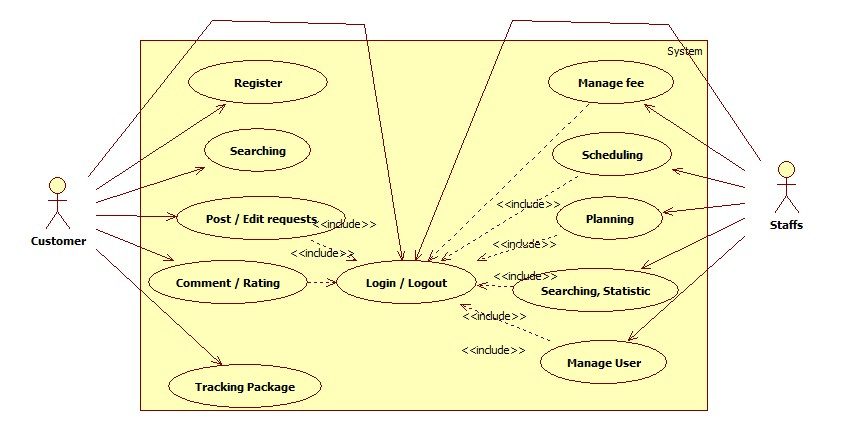 System
Register
Manage fee
Searching
Scheduling
<<include>>
Post / Edit requests
<<include>>
Planning
Customer
Staffs
<<include>>
<<include>>
Comment / Rating
Login / Logout
<<include>>
Searching, Statistic
<<include>>
<<include>>
Manage User
Tracking Package